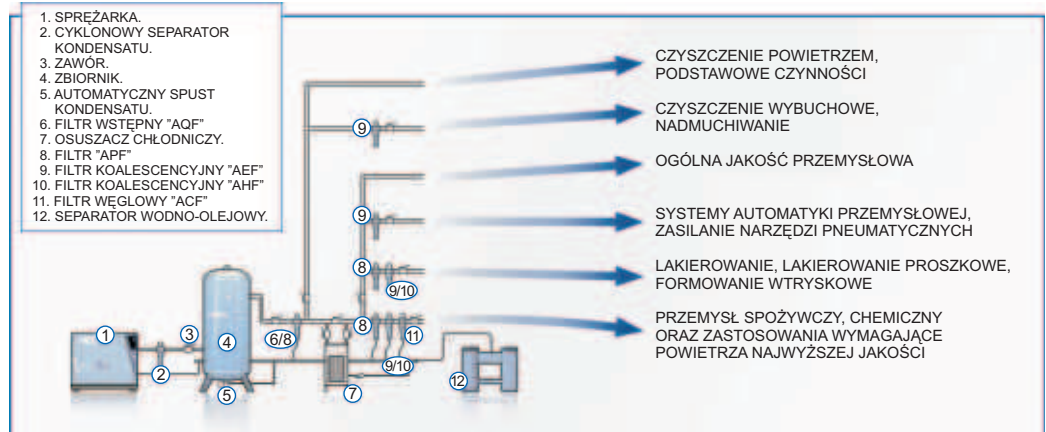 1. SPRĘŻARKA.
2. CYKLONOWY SEPARATOR
KONDENSATU.
3. ZAWÓR.
4. ZBIORNIK.
5. AUTOMATYCZNY SPUST
KONDENSATU.
6. FILTR WSTĘPNY "AQF"
7. OSUSZACZ CHŁODNICZY.
8. FILTR "APF"
9. FILTR KOALESCENCYJNY "AEF"
10. FILTR KOALESCENCYJNY "AHF"
11. FILTR WĘGLOWY "ACF"
12. SEPARATOR WODNO-OLEJOWY.
CZYSZCZENIE POWIETRZEM,
PODSTAWOWE CZYNNOŚCI
9
CZYSZCZENIE WYBUCHOWE,
NADMUCHIWANIE
OGÓLNA JAKOŚĆ PRZEMYSŁOWA
9
SYSTEMY AUTOMATYKI PRZEMYSŁOWEJ,
ZASILANIE NARZĘDZI PNEUMATYCZNYCH
8
9/10
LAKIEROWANIE, LAKIEROWANIE PROSZKOWE,
FORMOWANIE WTRYSKOWE
PRZEMYSŁ SPOŻYWCZY, CHEMICZNY
ORAZ ZASTOSOWANIA WYMAGAJĄCE
POWIETRZA NAJWYŻSZEJ JAKOŚCI
1
3
4
6/8
8
11
2
9/10
5
7
12